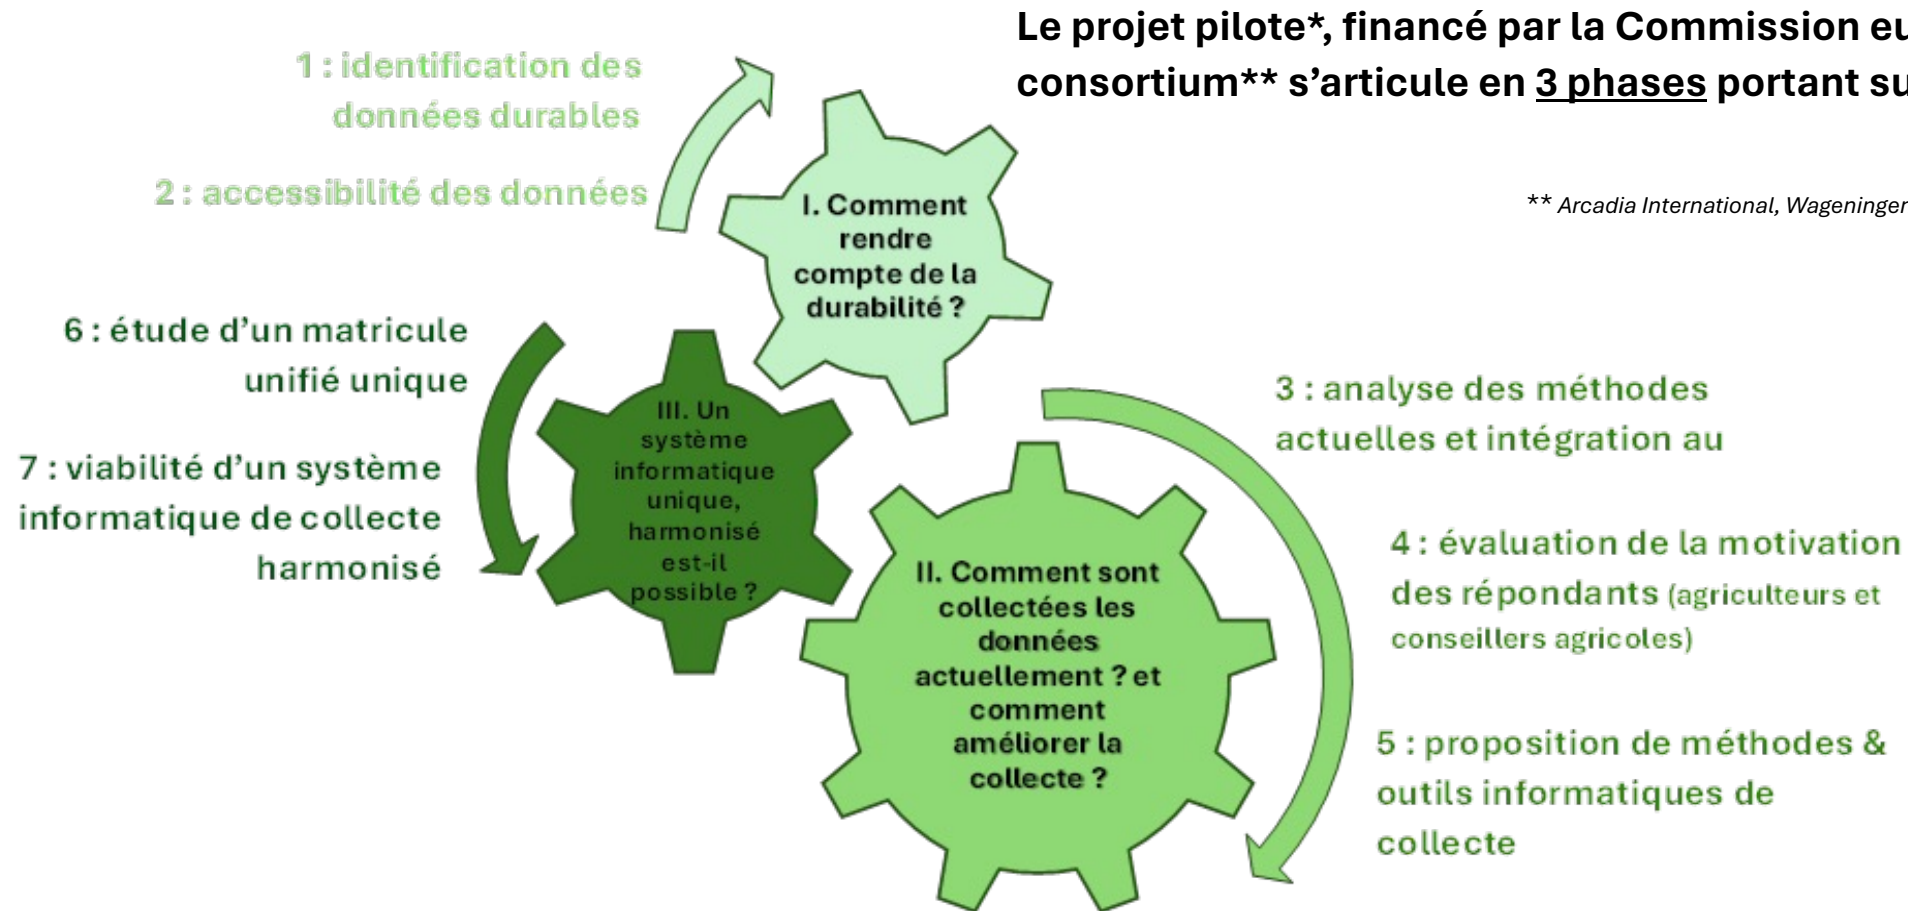 Le projet pilote*, financé par la Commission eu
consortium** s'articule en 3 phases portant su
** Arcadia International, Wageninger
1 : identification des
données durables
2 : accessibilité des données
I. Comment
rendre
compte de la
durabilité ?
6 : étude d'un matricule
unifié unique
7 : viabilité d'un système
informatique de collecte
harmonisé
III. Un
système
informatique
unique,
harmonisé
est-il
possible ?
3 : analyse des méthodes
actuelles et intégration au
4 : évaluation de la motivation
des répondants (agriculteurs et
conseillers agricoles)
5 : proposition de méthodes &
outils informatiques de
collecte
II. Comment sont
collectées les
données
actuellement ? et
comment
améliorer la
collecte ?